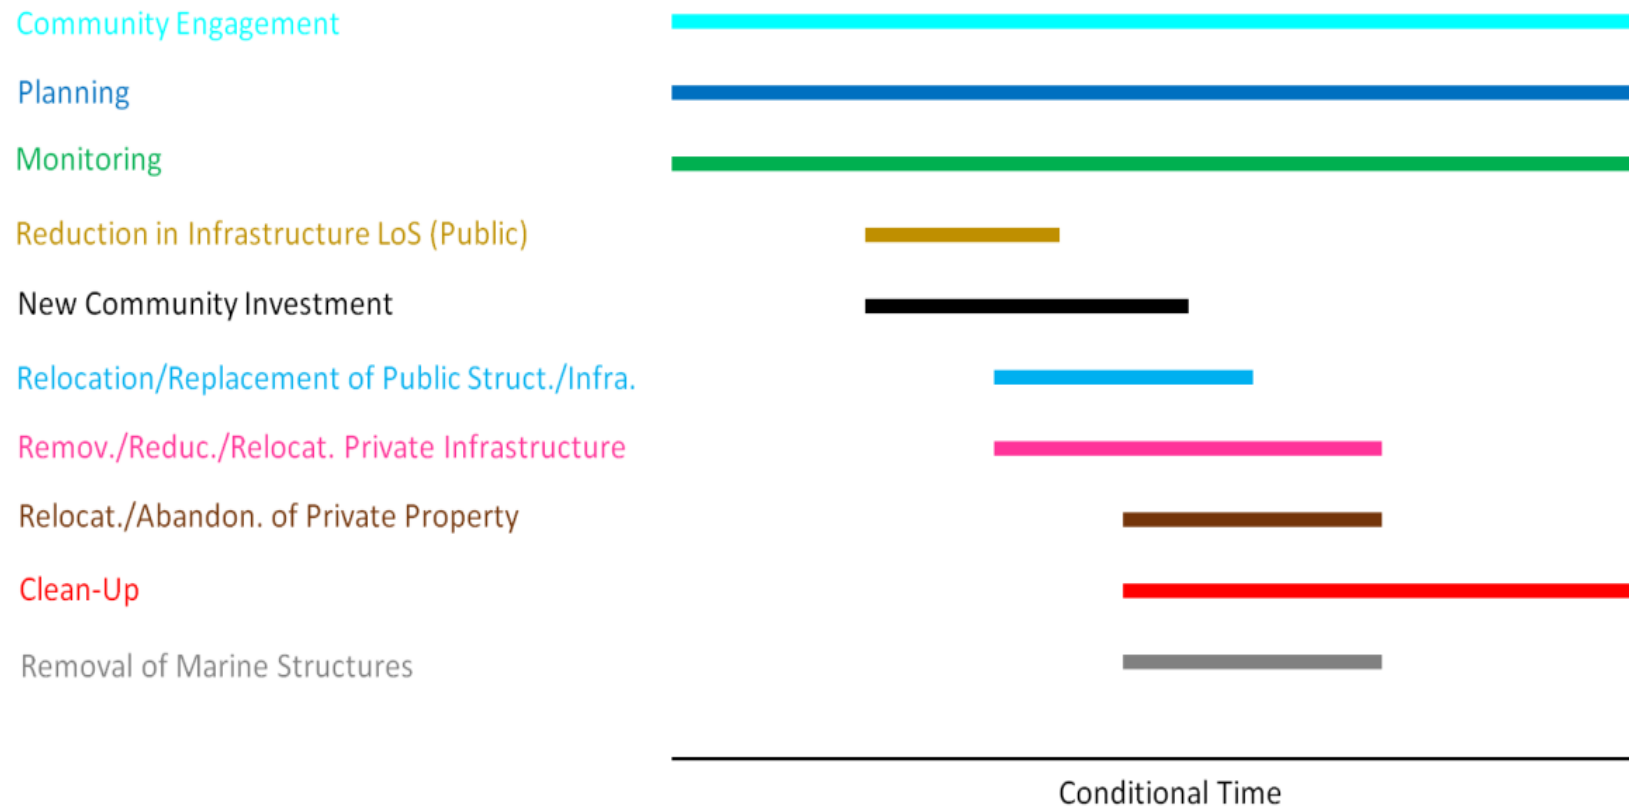 Community Engagement
Planning
Monitoring
Reduction in Infrastructure LoS (Public)
New Community Investment
Relocation/Replacement of Public Struct./Infra.
Remov./Reduc./Relocat. Private Infrastructure
Relocat./Abandon. of Private Property
Clean-Up
Removal of Marine Structures
Conditional Time